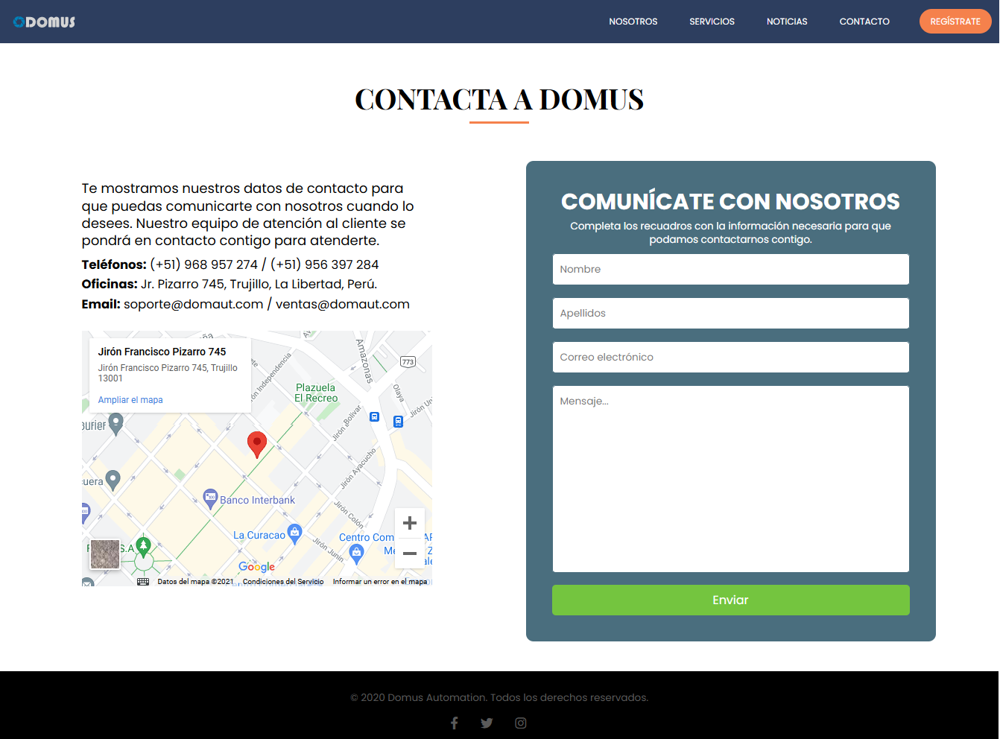 DOMUS
NOSOTROS
SERVICIOS
NOTICIAS
CONTACTO
REGÍSTRATE
CONTACTA A DOMUS
Te mostramos nuestros datos de contacto para
que puedas comunicarte con nosotros cuando lo
desees. Nuestro equipo de atención al cliente se
pondrá en contacto contigo para atenderte.
Teléfonos: (+51) 968 957 274 / (+51) 956 397 284
Oficinas: Jr. Pizarro 745, Trujillo, La Libertad, Perú.
Email: soporte@domaut.com / ventas@domaut.com
Jirón Francisco Pizarro 745
Jirón Francisco Pizarro 745, Trujillo
13001
Ampliar el mapa
Amazonas
773
Jirón Independencia
Plazuela
El Recreo
Olaya
Jirón Bolivar
Jirón Ayacucho
Banco Interbank
Jirón Colón
La Curacao
Jirón Junin
Centro
S.A
Google
Datos del mapa ©2021
Condiciones del Servicio
Informar un error en el mapa
COMUNÍCATE CON NOSOTROS
Completa los recuadros con la información necesaria para que
podamos contactarnos contigo.
Nombre
Apellidos
Correo electrónico
Mensaje...
Enviar
© 2020 Domus Automation. Todos los derechos reservados.